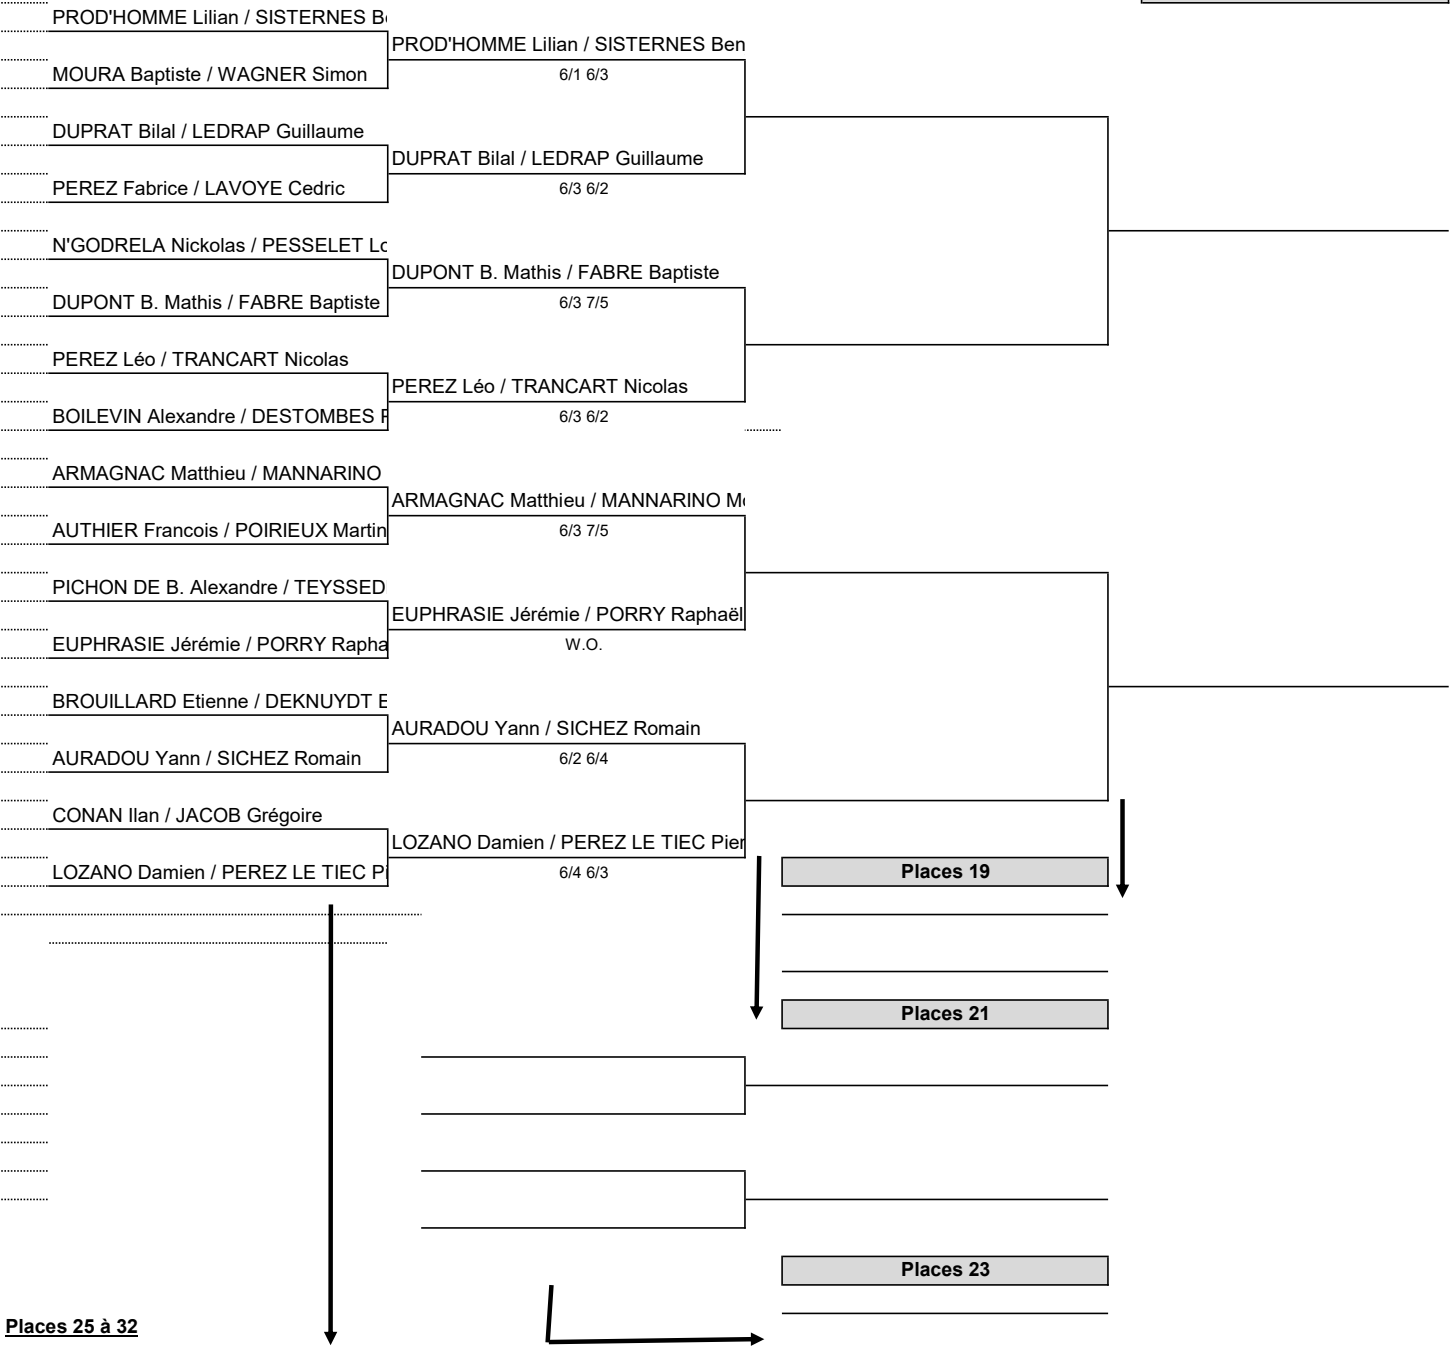 PROD'HOMME Lilian / SISTERNES B
PROD'HOMME Lilian / SISTERNES Ben
6/1 6/3
MOURA Baptiste / WAGNER Simon
DUPRAT Bilal / LEDRAP Guillaume
DUPRAT Bilal / LEDRAP Guillaume
6/3 6/2
PEREZ Fabrice / LAVOYE Cedric
N'GODRELA Nickolas / PESSELET Lo
DUPONT B. Mathis / FABRE Baptiste
6/3 7/5
DUPONT B. Mathis / FABRE Baptiste
PEREZ Léo / TRANCART Nicolas
PEREZ Léo / TRANCART Nicolas
6/3 6/2
BOILEVIN Alexandre / DESTOMBES
ARMAGNAC Matthieu / MANNARINO
ARMAGNAC Matthieu / MANNARINO M
6/3 7/5
AUTHIER Francois / POIRIEUX Martin
PICHON DE B. Alexandre / TEYSSED
EUPHRASIE Jérémie / PORRY Raphaël
W.O.
EUPHRASIE Jérémie / PORRY Rapha
BROUILLARD Etienne / DEKNUYDT E
AURADOU Yann / SICHEZ Romain
6/2 6/4
AURADOU Yann / SICHEZ Romain
CONAN Ilan / JACOB Grégoire
LOZANO Damien / PEREZ LE TIEC Pier
6/4 6/3
LOZANO Damien / PEREZ LE TIEC Pi
Places 19
Places 21
Places 23
Places 25 à 32